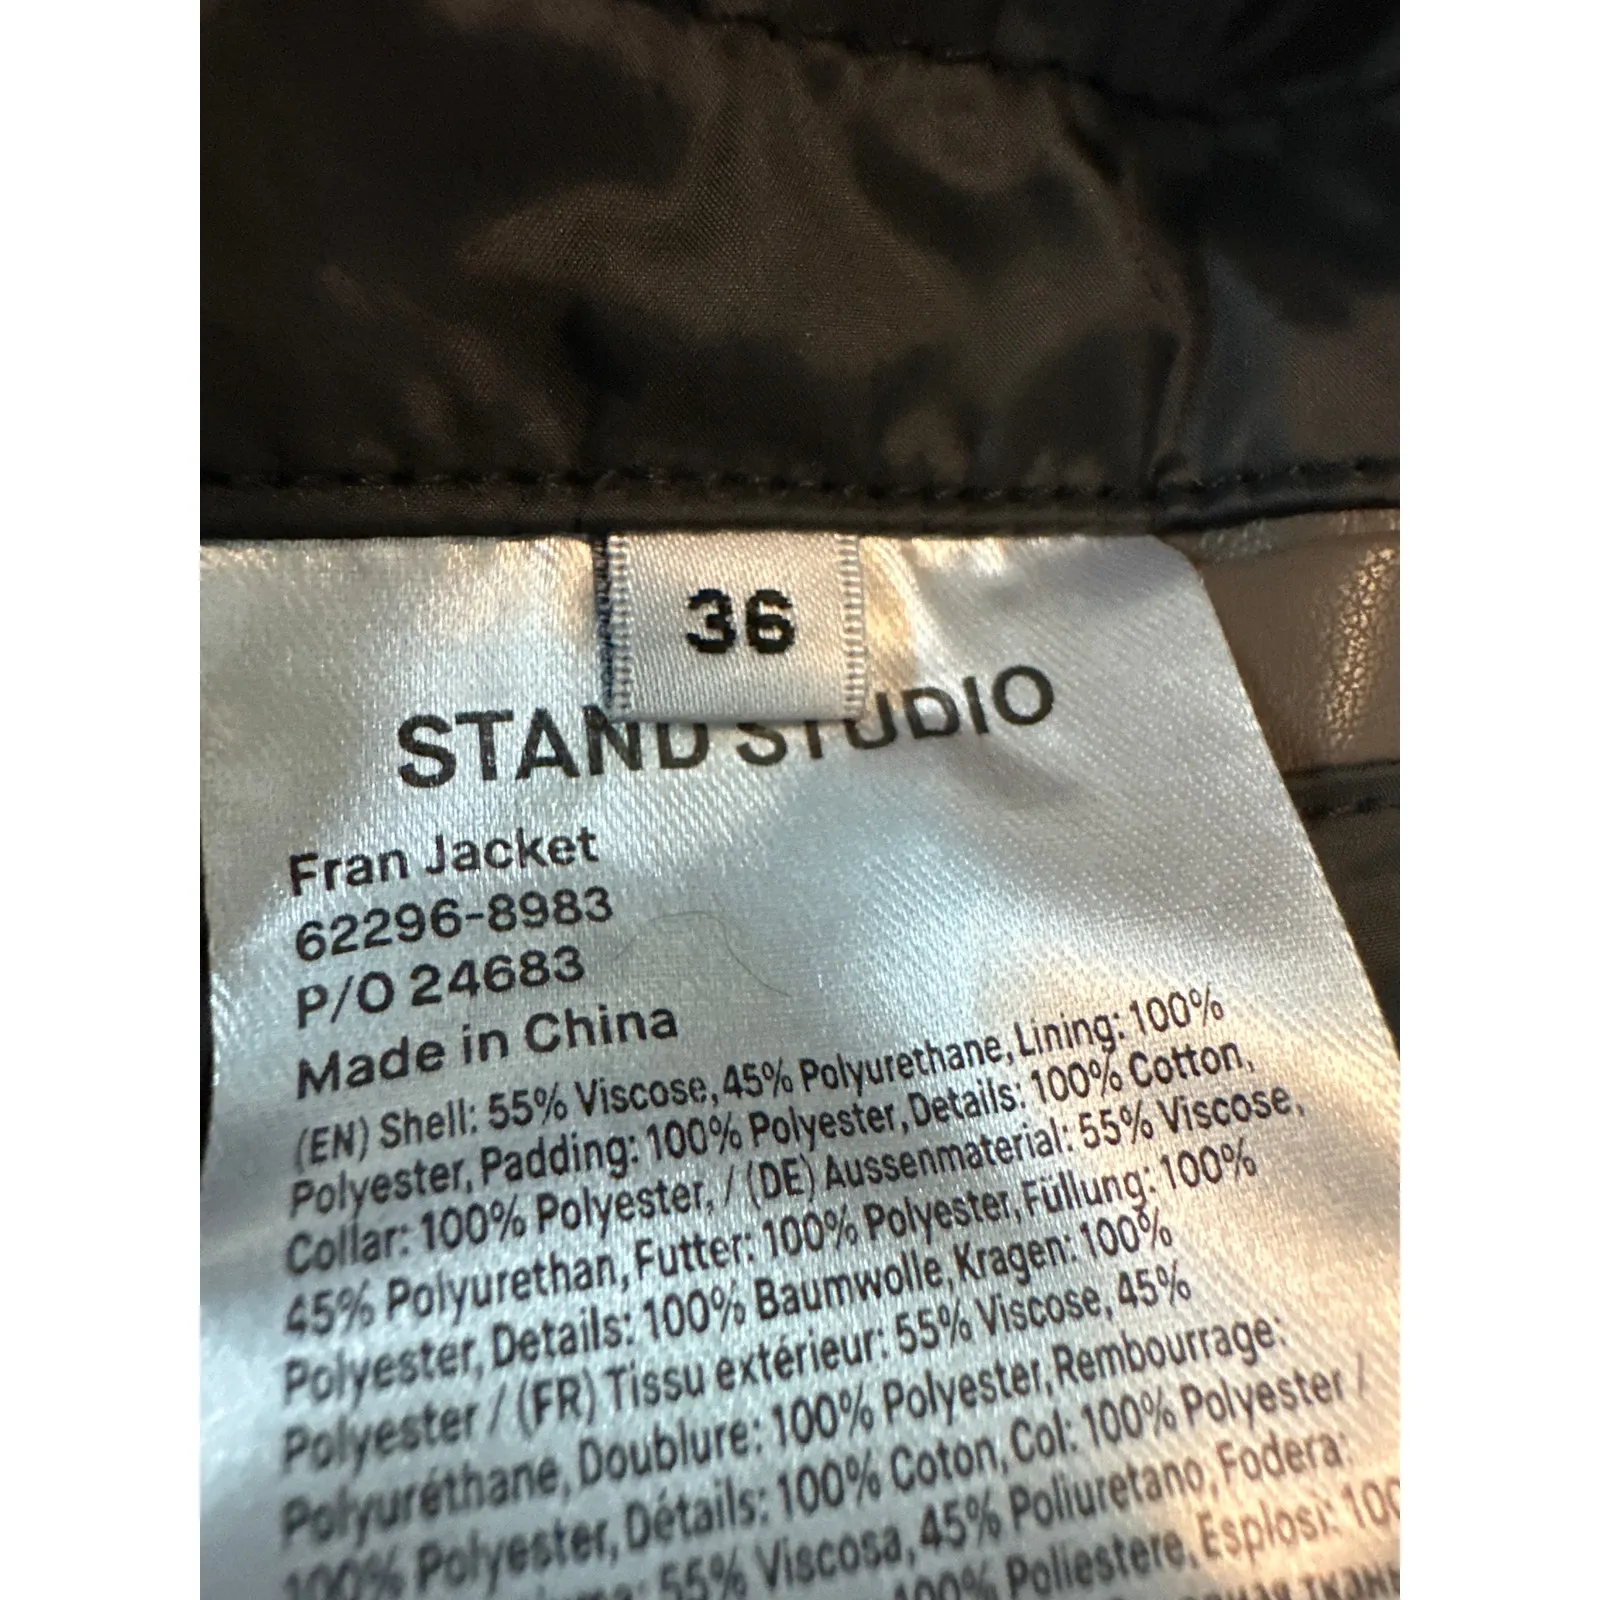 36
STAND STUDIO
Fran Jacket
62296-8983
P/O 24683
Made in China
(EN) Shell: 55% Viscose, 45% Polyurethane, Lining: 100%
Polyester, Padding: 100% Polyester, Details: 100% Cotton,
Collar: 100% Polyester, / (DE) Aussenmaterial: 55% Viscose,
45% Polyurethan, Futter: 100% Polyester, Füllung: 100%
Polyester, Details: 100% Baumwolle, Kragen: 100%
Polyester / (FR) Tissu extérieur: 55% Viscose, 45%
Polyuréthane, Doublure: 100% Polyester, Rembourrage:
100% Polyester, Détails: 100% Coton, Col: 100% Polyester /
55% Viscosa, 45% Poliuretano, Fodera:
100% Poliestere, Esplosi: 100